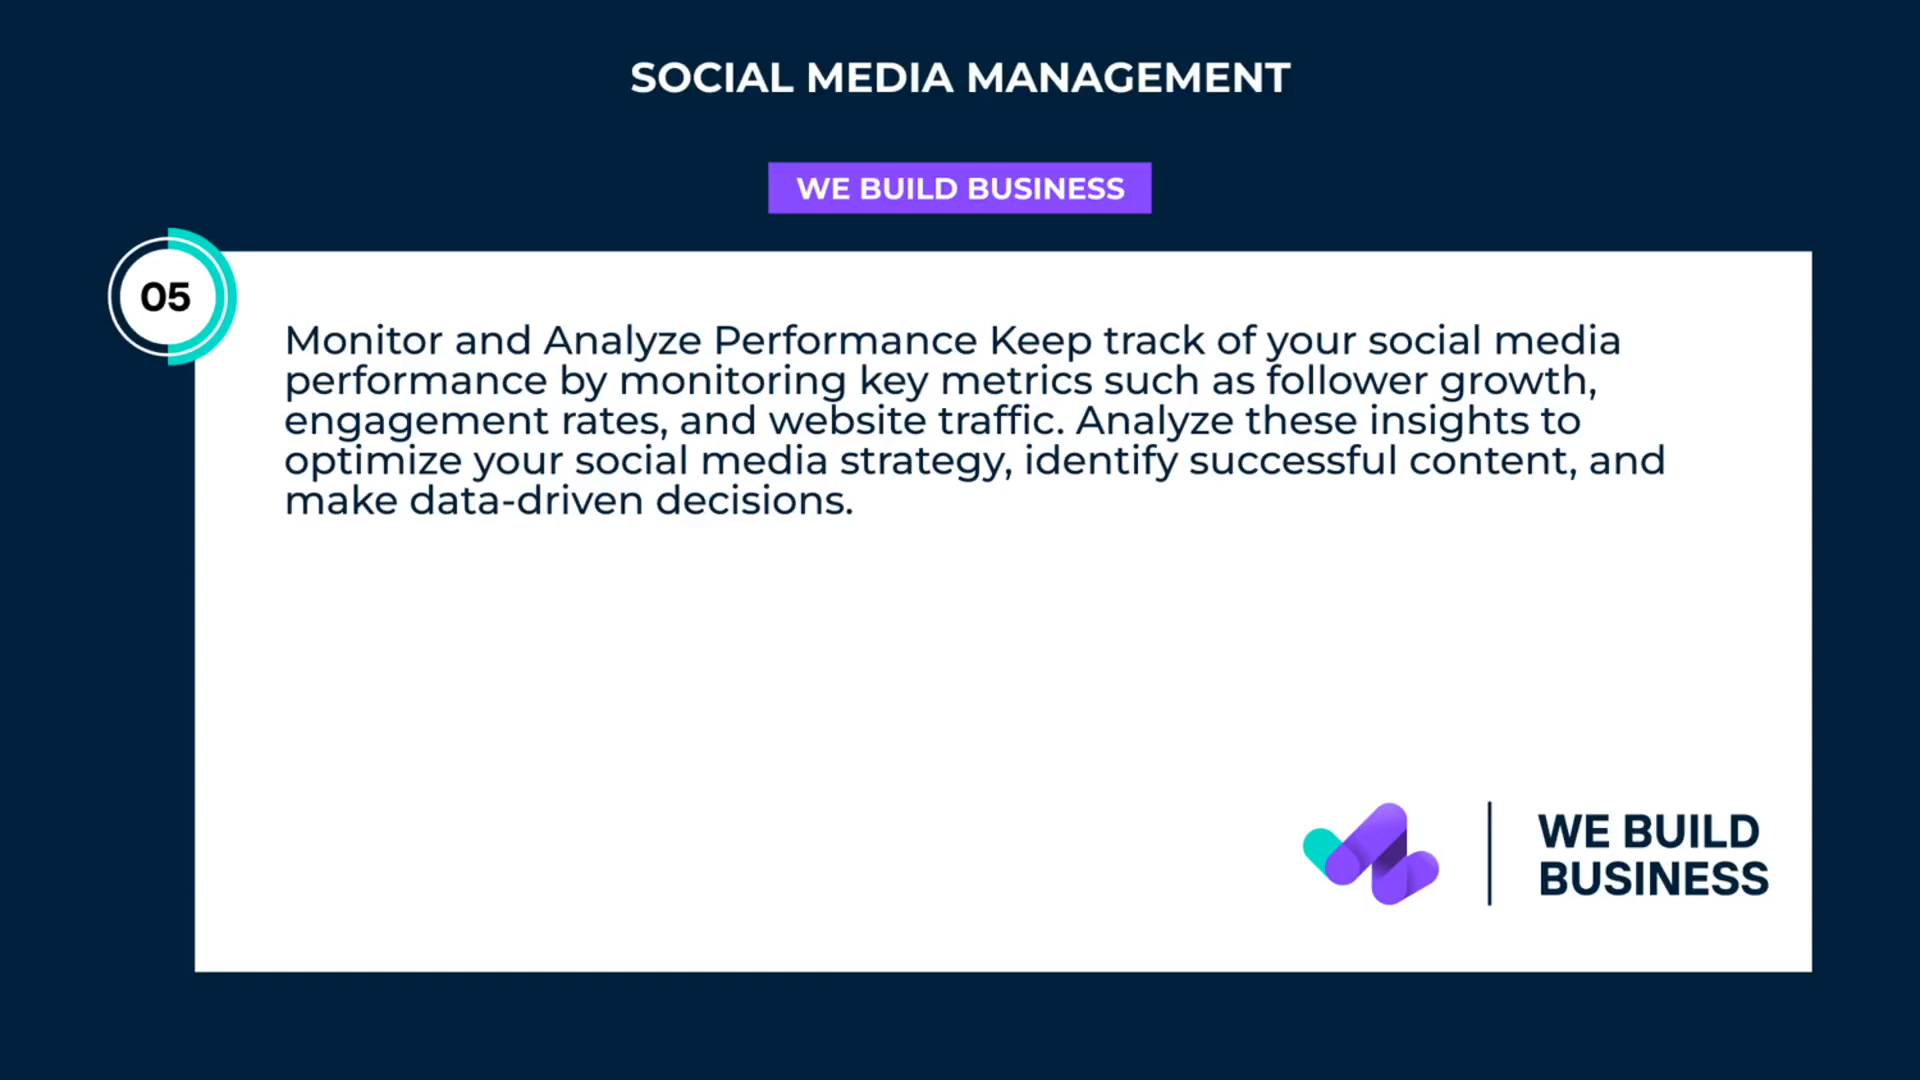 SOCIAL MEDIA MANAGEMENT
WE BUILD BUSINESS
05
Monitor and Analyze Performance Keep track of your social media
performance by monitoring key metrics such as follower growth,
engagement rates, and website traffic. Analyze these insights to
optimize your social media strategy, identify successful content, and
make data-driven decisions.
WE BUILD
BUSINESS